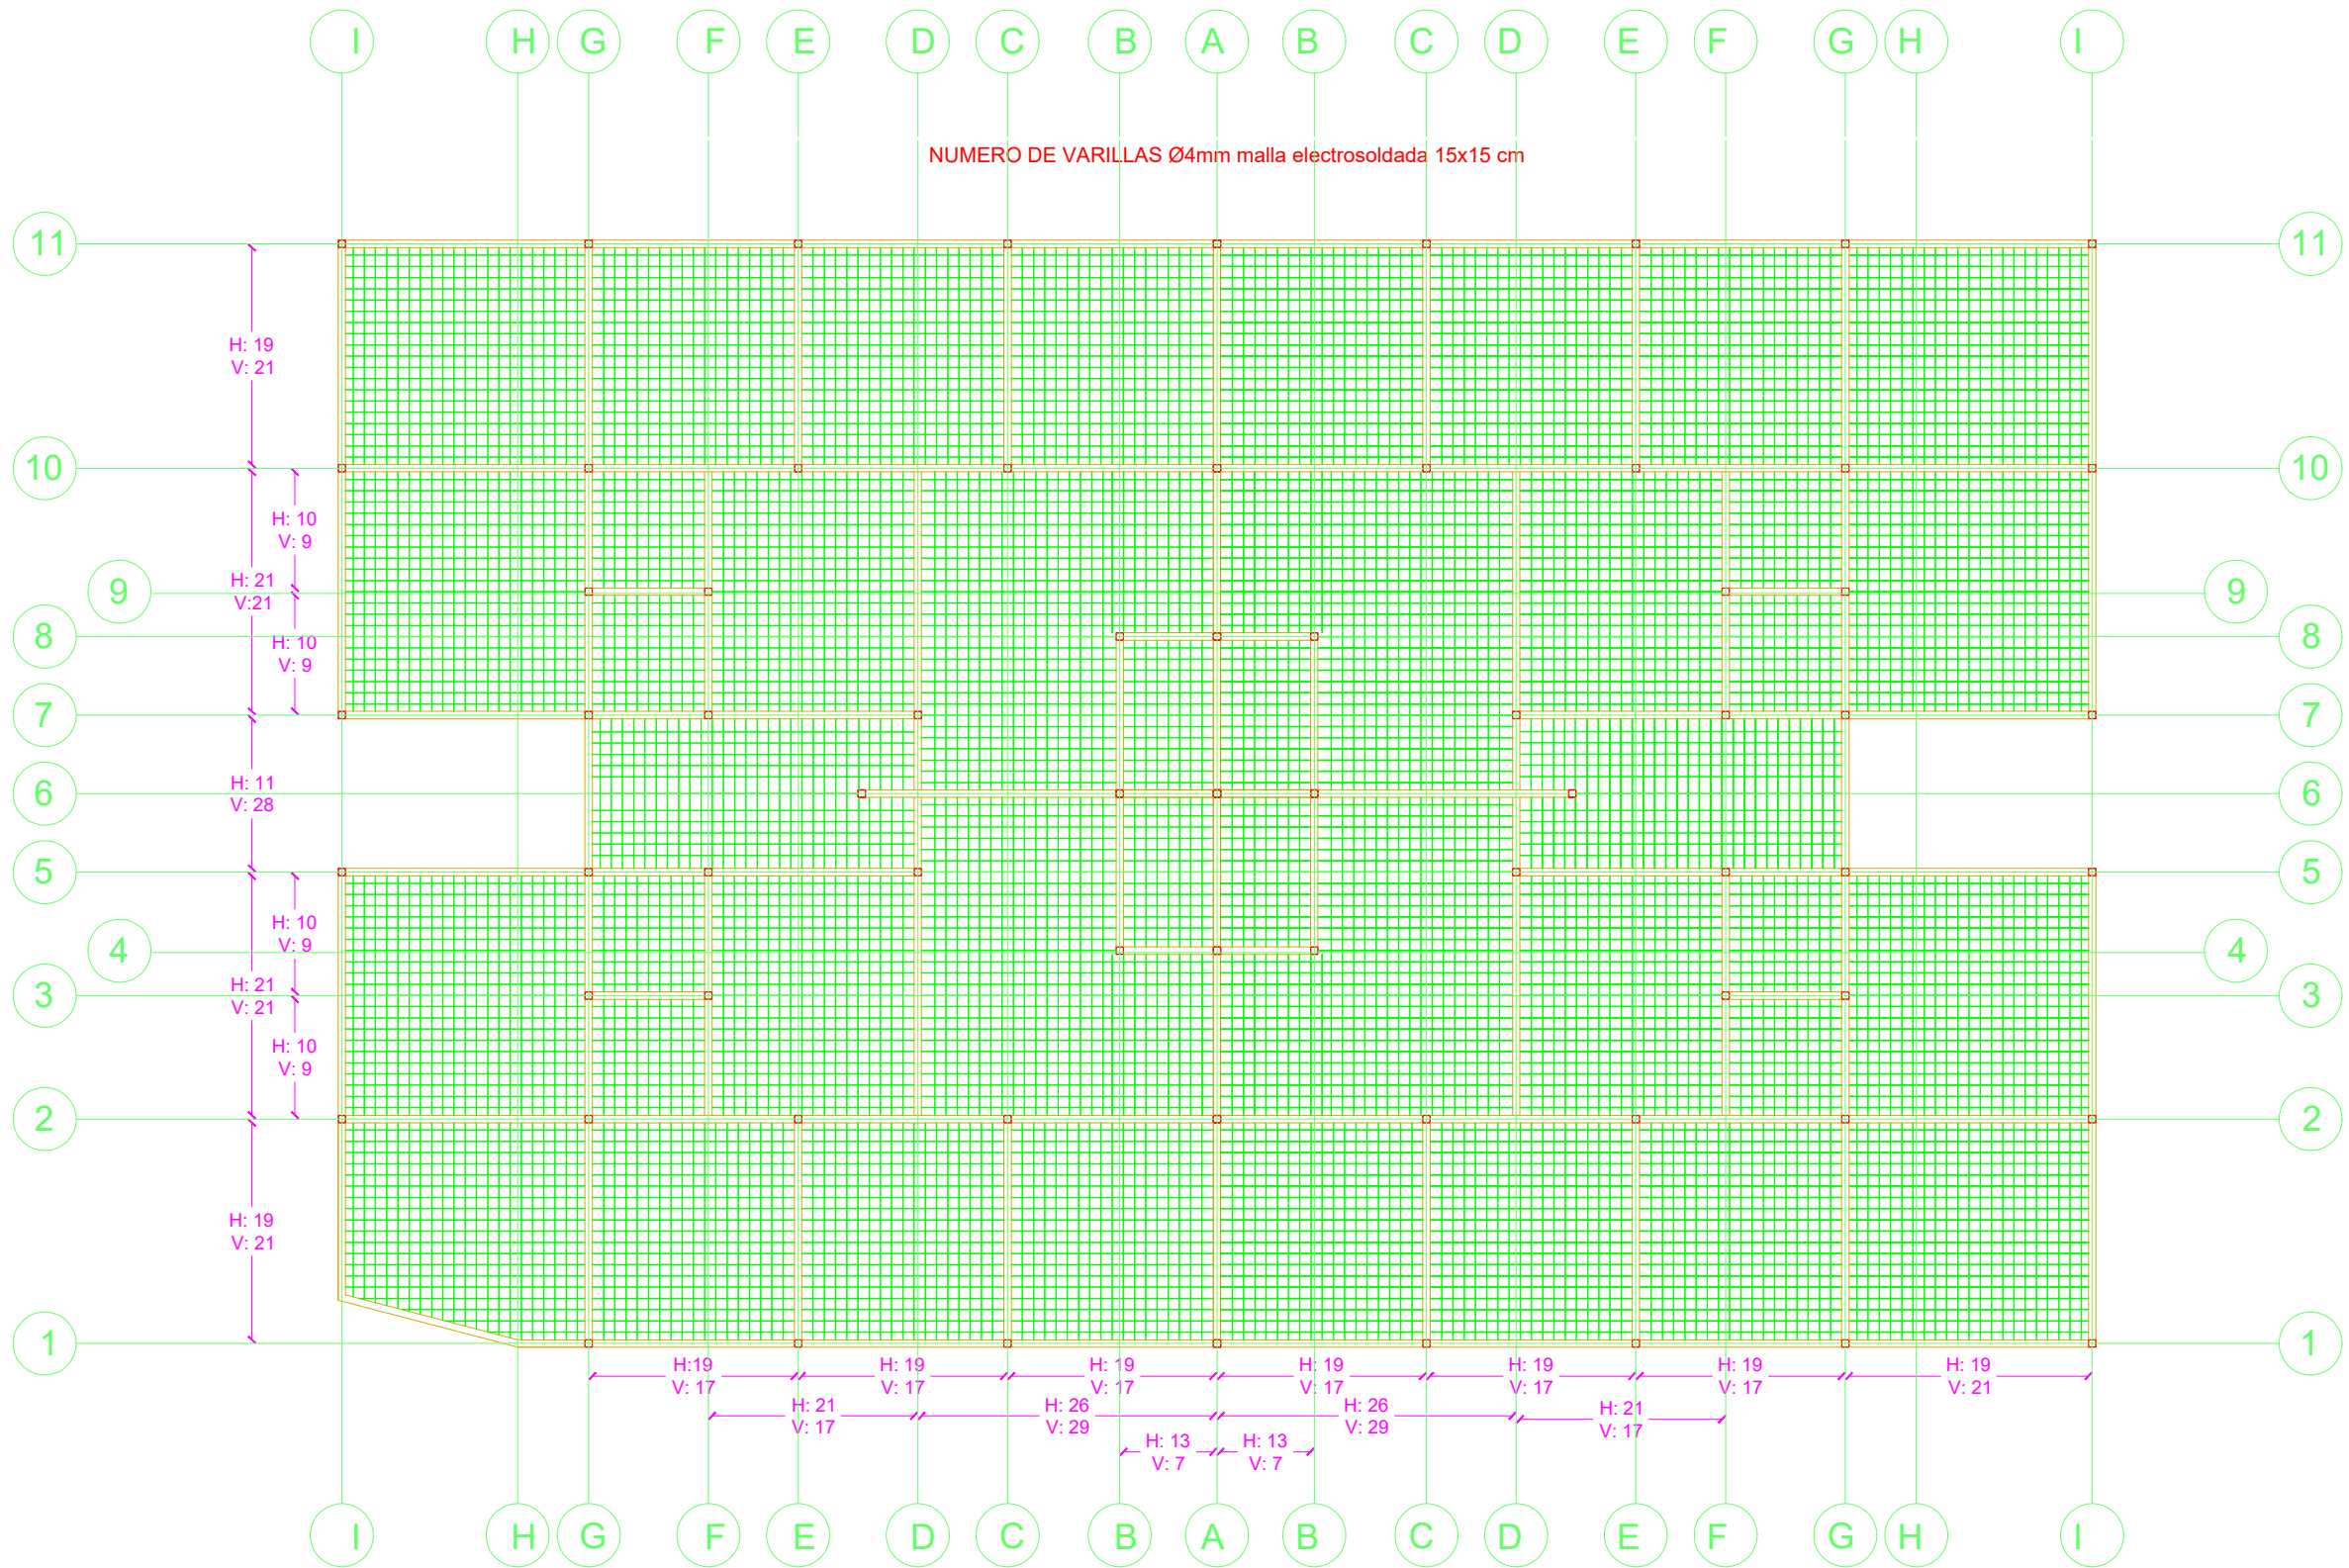 I H G F E D C B A B C D E F G H I
NUMERO DE VARILLAS Ø4mm malla electrosoldada 15x15 cm
11 11
H: 19
V: 21
10 10
H: 10
V: 9
H: 21
V:21
9 9
8 8
H: 10
V: 9
7 7
H: 11
V: 28
6 6
5 5
H: 10
V: 9
4 4
H: 21
V: 21
3 3
H: 10
V: 9
2 2
H: 19
V: 21
1 1
H:19 H: 19 H: 19 H: 19 H: 19 H: 19 H: 19
V: 17 V: 17 V: 17 V: 17 V: 17 V: 17 V: 21
H: 21 H: 26 H: 26 H: 21
V: 17 V: 29 V: 29 V: 17
H: 13 H: 13
V: 7 V: 7
I H G F E D C B A B C D E F G H I